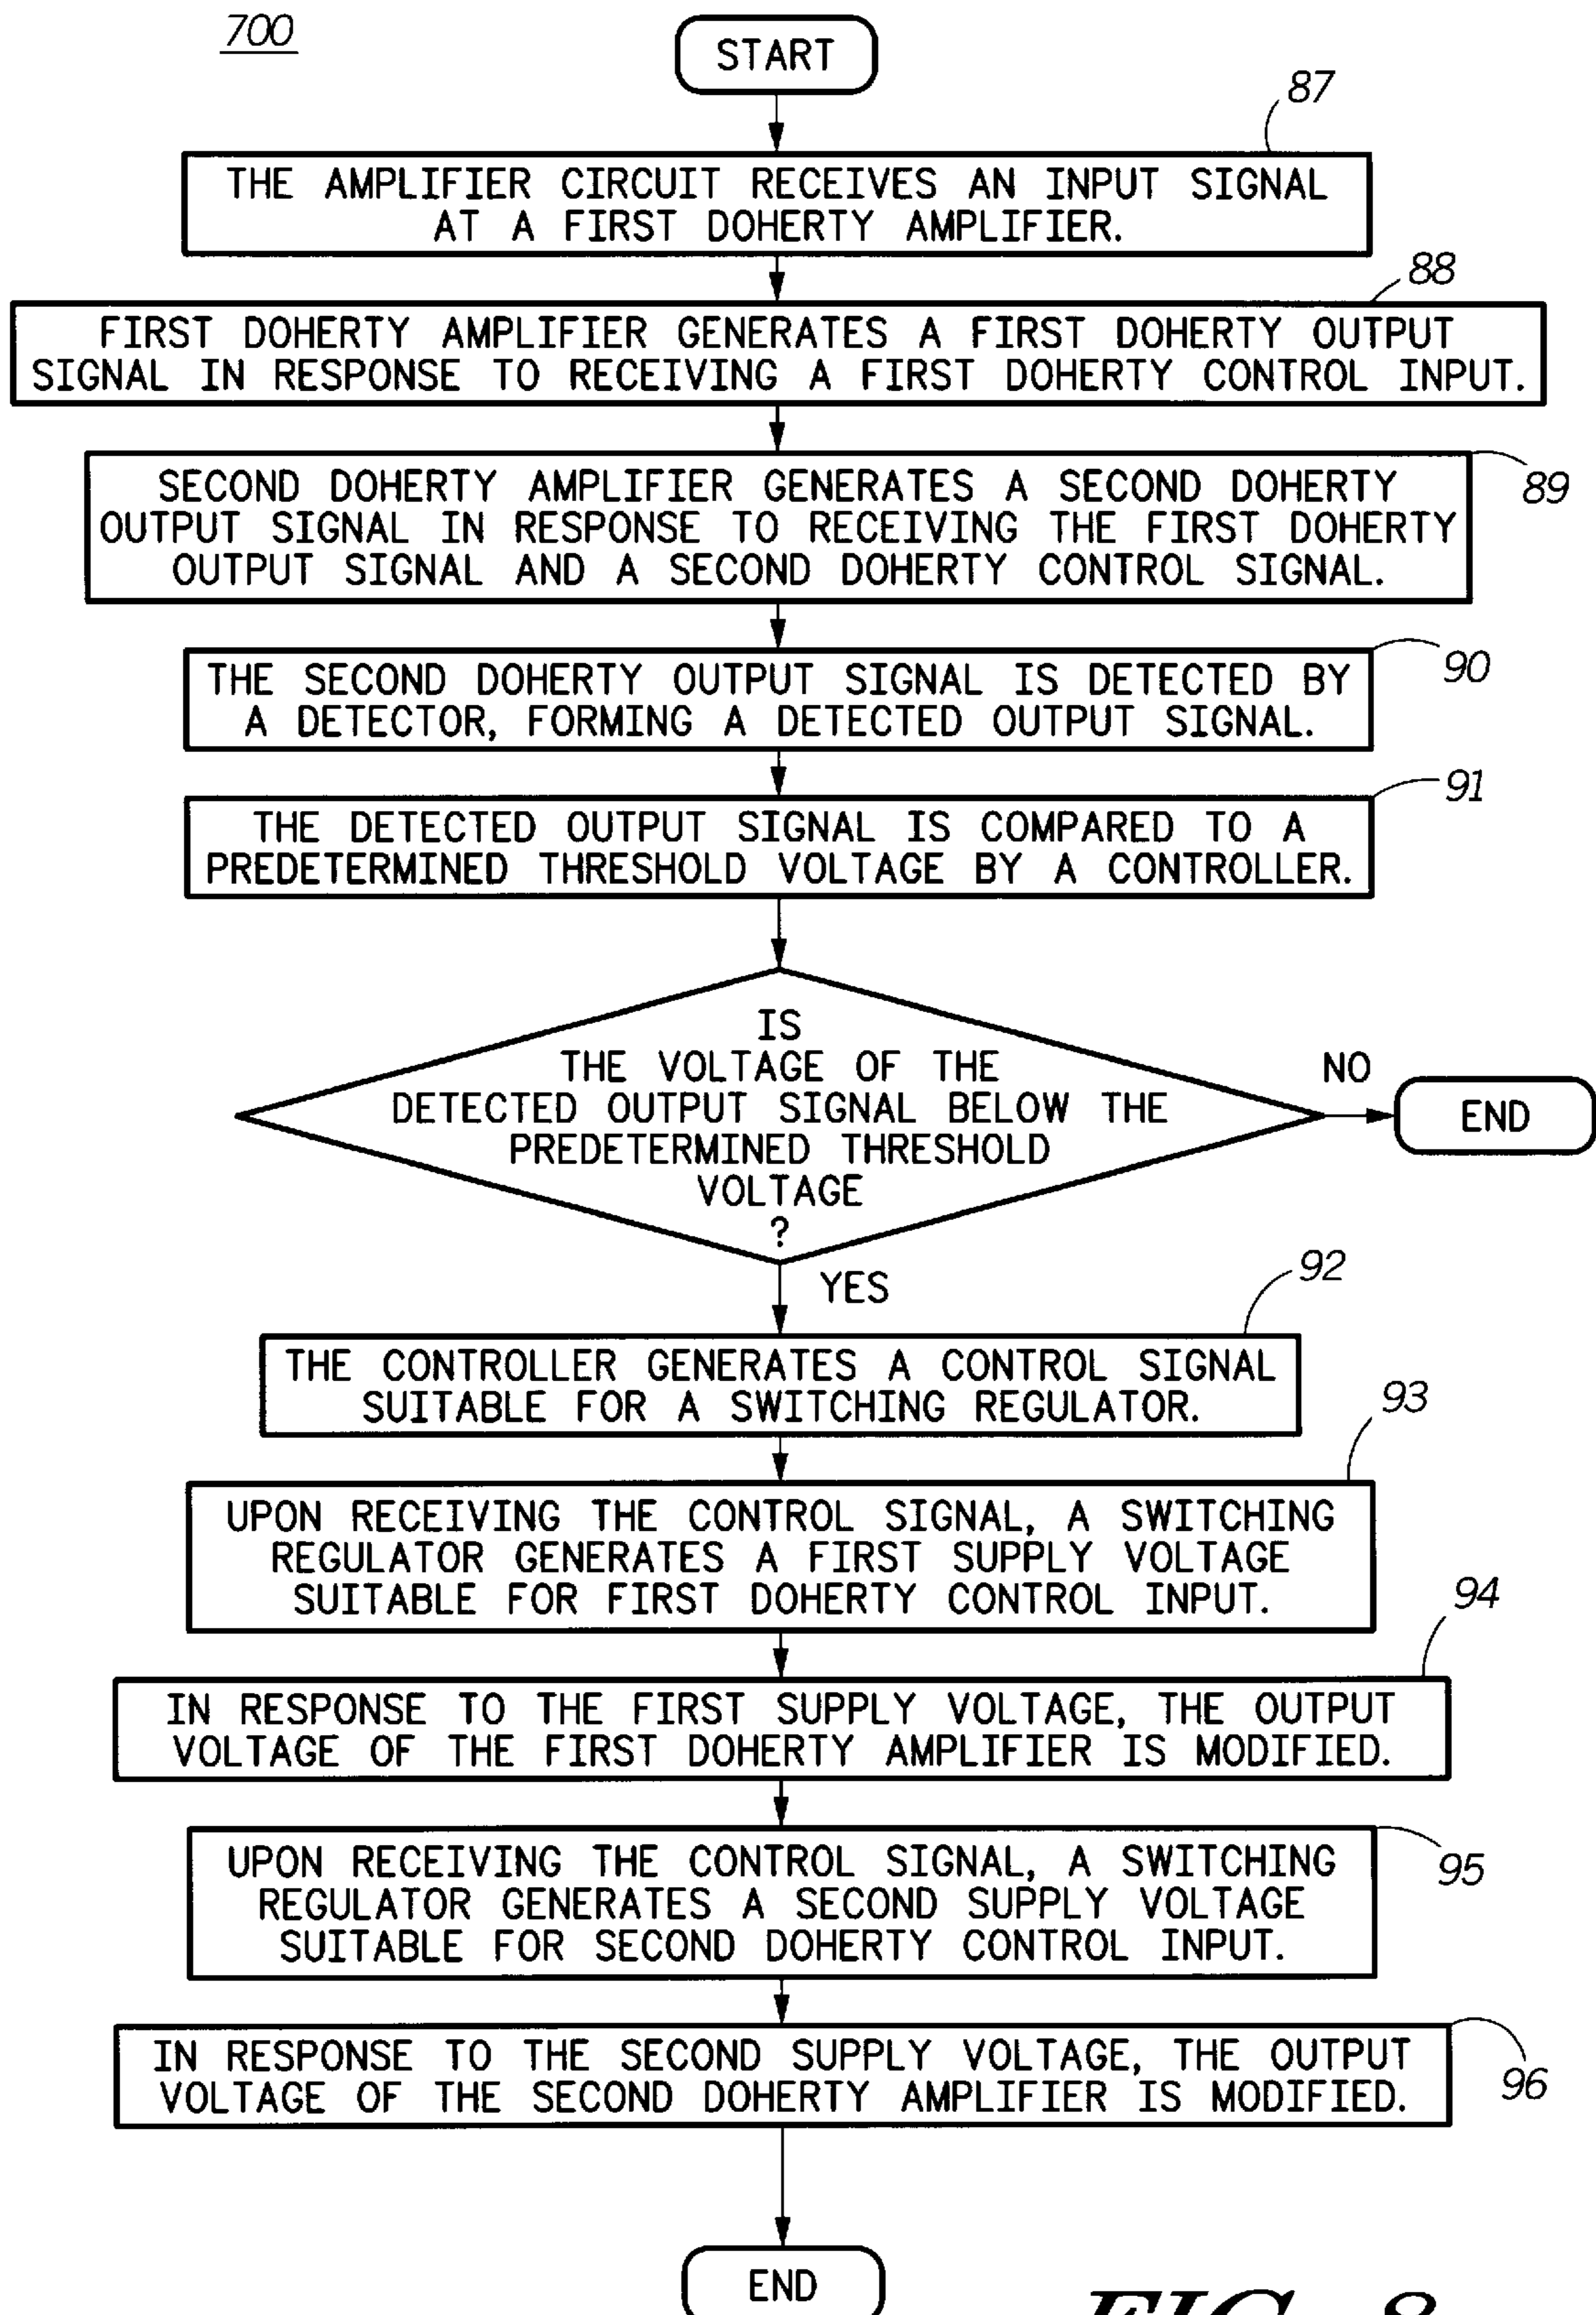 700
START
87
THE AMPLIFIER CIRCUIT RECEIVES AN INPUT SIGNAL
AT A FIRST DOHERTY AMPLIFIER.
88
FIRST DOHERTY AMPLIFIER GENERATES A FIRST DOHERTY OUTPUT
SIGNAL IN RESPONSE TO RECEIVING A FIRST DOHERTY CONTROL INPUT.
89
SECOND DOHERTY AMPLIFIER GENERATES A SECOND DOHERTY
OUTPUT SIGNAL IN RESPONSE TO RECEIVING THE FIRST DOHERTY
OUTPUT SIGNAL AND A SECOND DOHERTY CONTROL SIGNAL.
90
THE SECOND DOHERTY OUTPUT SIGNAL IS DETECTED BY
A DETECTOR, FORMING A DETECTED OUTPUT SIGNAL.
91
THE DETECTED OUTPUT SIGNAL IS COMPARED TO A
PREDETERMINED THRESHOLD VOLTAGE BY A CONTROLLER.
IS
THE VOLTAGE OF THE
DETECTED OUTPUT SIGNAL BELOW THE
PREDETERMINED THRESHOLD
VOLTAGE
?
NO
END
YES
92
THE CONTROLLER GENERATES A CONTROL SIGNAL
SUITABLE FOR A SWITCHING REGULATOR.
93
UPON RECEIVING THE CONTROL SIGNAL, A SWITCHING
REGULATOR GENERATES A FIRST SUPPLY VOLTAGE
SUITABLE FOR FIRST DOHERTY CONTROL INPUT.
94
IN RESPONSE TO THE FIRST SUPPLY VOLTAGE, THE OUTPUT
VOLTAGE OF THE FIRST DOHERTY AMPLIFIER IS MODIFIED.
95
UPON RECEIVING THE CONTROL SIGNAL, A SWITCHING
REGULATOR GENERATES A SECOND SUPPLY VOLTAGE
SUITABLE FOR SECOND DOHERTY CONTROL INPUT.
96
IN RESPONSE TO THE SECOND SUPPLY VOLTAGE, THE OUTPUT
VOLTAGE OF THE SECOND DOHERTY AMPLIFIER IS MODIFIED.
END
FIG. 8